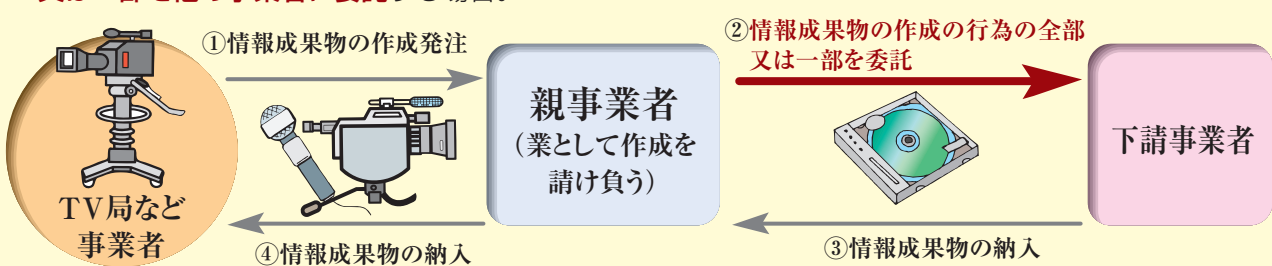 ①情報成果物の作成発注
②情報成果物の作成の行為の全部
又は一部を委託
親事業者
(業として作成を
請け負う)
下請事業者
TV局など
事業者
④情報成果物の納入
③情報成果物の納入